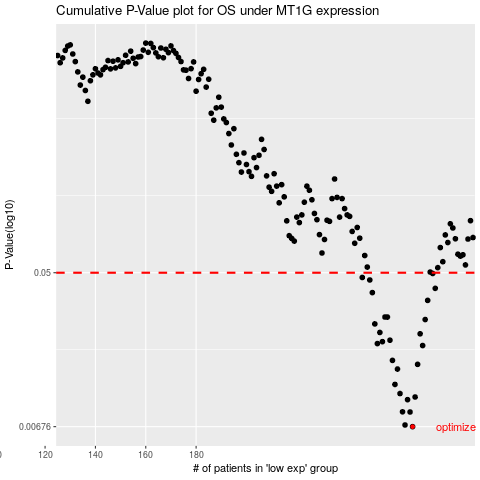 Cumulative P-Value plot for OS under MT1G expression
P-Value(log10)
0.05
0.00676
optimize
0 120 140 160 180
# of patients in 'low exp' group